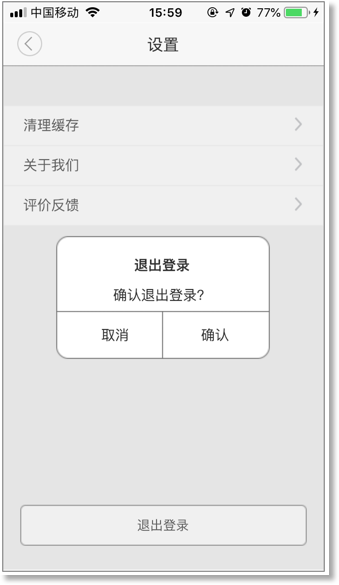 中国移动 15:59 77%
设置
清理缓存
关于我们
评价反馈
退出登录
确认退出登录?
取消 确认
退出登录